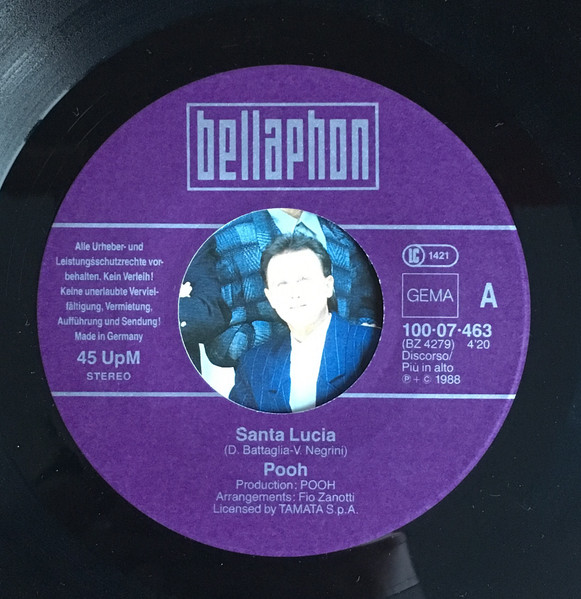 bellaphon
Alle Urheber- und
Leistungsschutzrechte vor-
behalten. Kein Verleih!
Keine unerlaubte Verviel-
fältigung, Vermietung,
Aufführung und Sendung!
Made in Germany
45 UpM
STEREO
LC 1421
GEMA A
100·07·463
(BZ 4279) 4'20
Discorso/
Più in alto
℗ + © 1988
Santa Lucia
(D. Battaglia-V. Negrini)
Pooh
Production: POOH
Arrangements: Fio Zanotti
Licensed by TAMATA S.p.A.